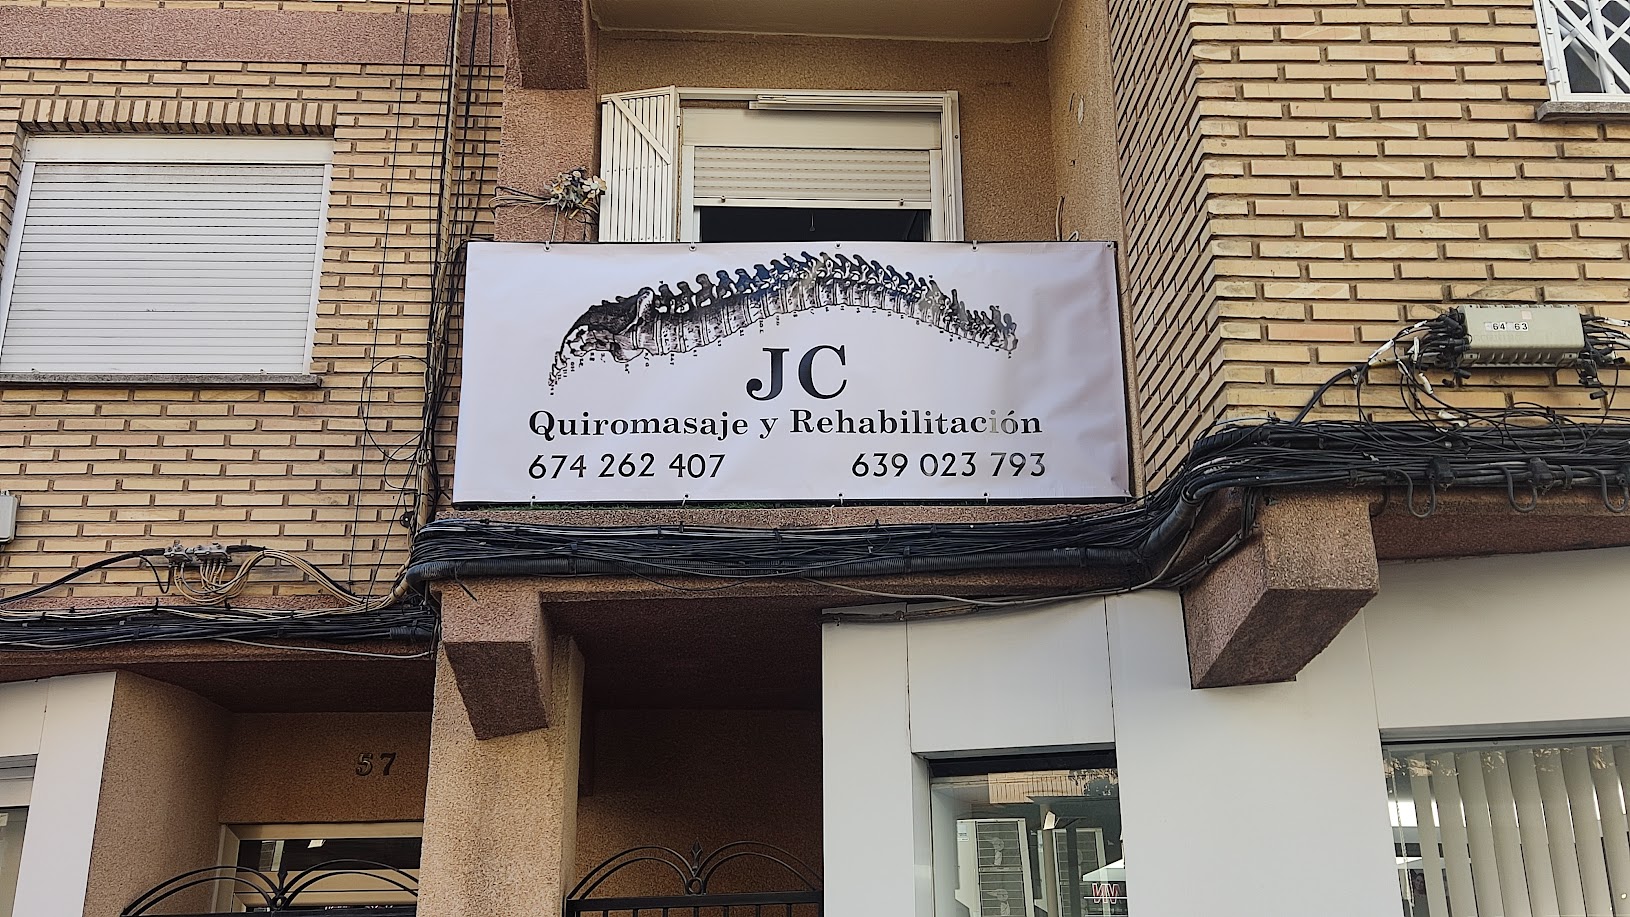 64 63
JC
Quiromasaje y Rehabilitación
674 262 407 639 023 793
57